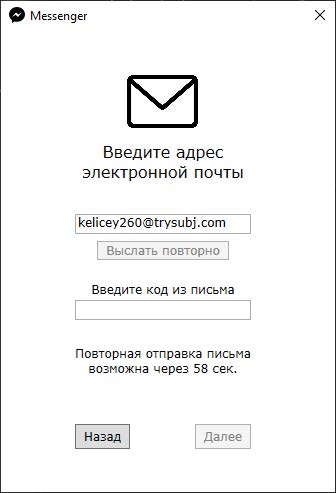 Messenger
Введите адрес
электронной почты
kelicey260@trysubj.com
Выслать повторно
Введите код из письма
Повторная отправка письма
возможна через 58 сек.
Назад
Далее